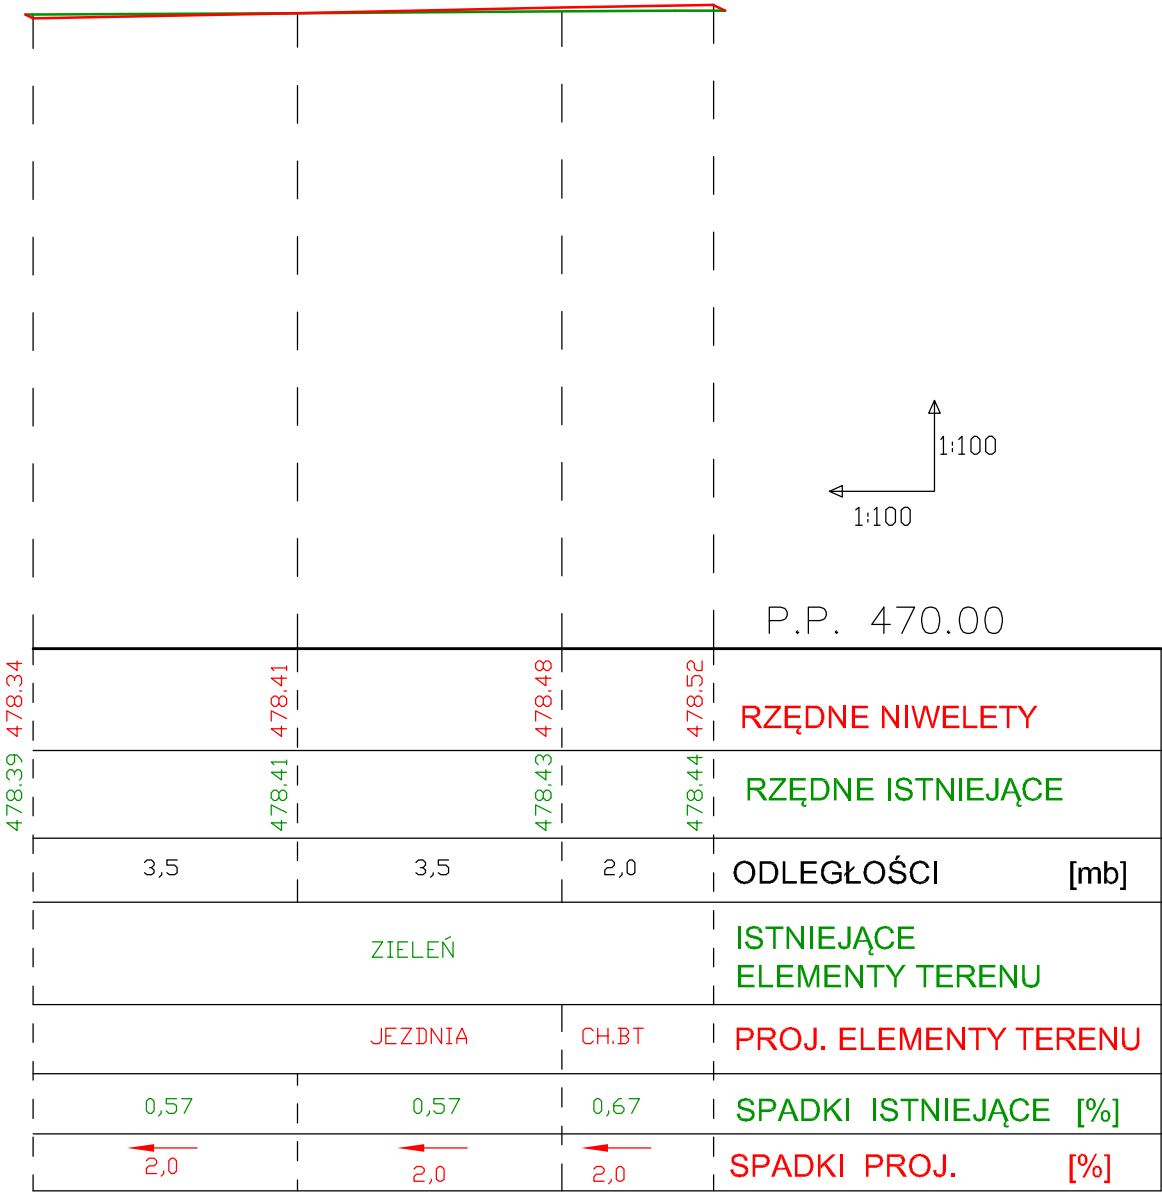 1:100
1:100
P.P. 470.00
478.34 478.41 478.48 478.52 RZĘDNE NIWELETY
478.39 478.41 478.43 478.44 RZĘDNE ISTNIEJĄCE
3,5 3,5 2,0 ODLEGŁOŚCI [mb]
ZIELEŃ ISTNIEJĄCE
ELEMENTY TERENU
JEZDNIA CH.BT PROJ. ELEMENTY TERENU
0,57 0,57 0,67 SPADKI ISTNIEJĄCE [%]
2,0 2,0 2,0 SPADKI PROJ. [%]